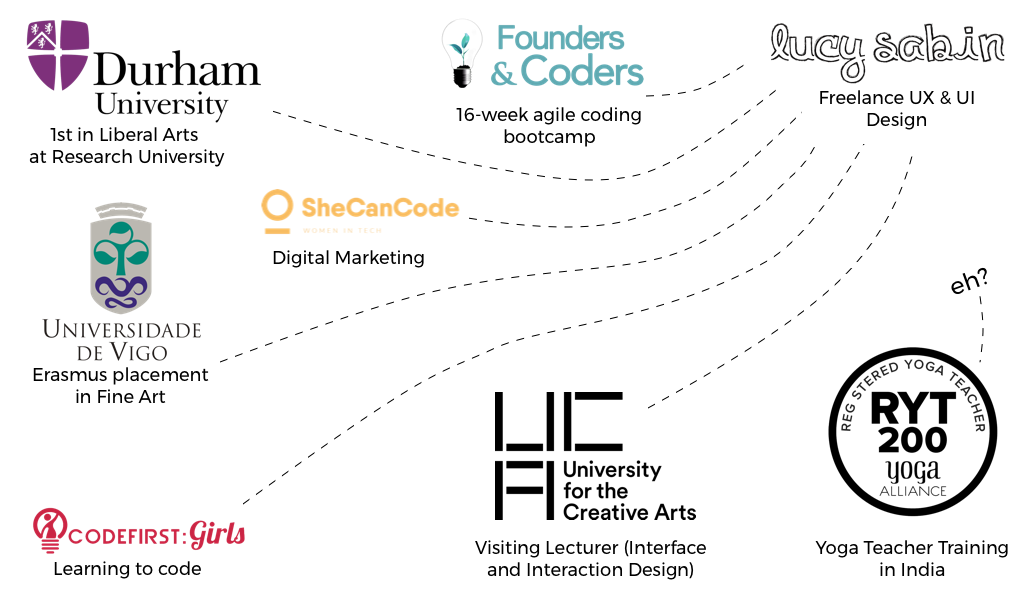 Durham
University
1st in Liberal Arts
at Research University
Founders
& Coders
16-week agile coding
bootcamp
lucy sabin
Freelance UX & UI
Design
SheCanCode
WOMEN IN TECH
Digital Marketing
UNIVERSIDADE
DE VIGO
Erasmus placement
in Fine Art
eh?
CODEFIRST:Girls
Learning to code
UCA
University
for the
Creative Arts
Visiting Lecturer (Interface
and Interaction Design)
REGISTERED YOGA TEACHER
RYT
200
yoga
ALLIANCE
Yoga Teacher Training
in India